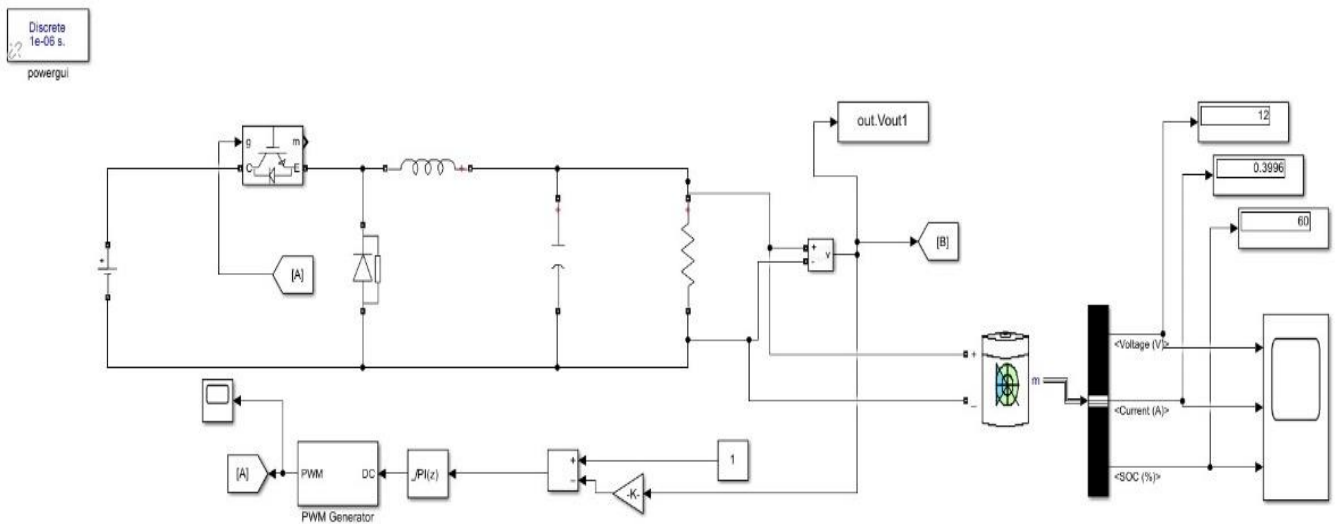 Discrete
1e-06 s.
powergui
g
m
C
E
[A]
out.Vout1
+
-
v
[B]
12
0.3996
60
+
_
m
<Voltage (V)>
<Current (A)>
<SOC (%)>
[A]
PWM
DC
PWM Generator
PI(z)
+
−
-K-
1